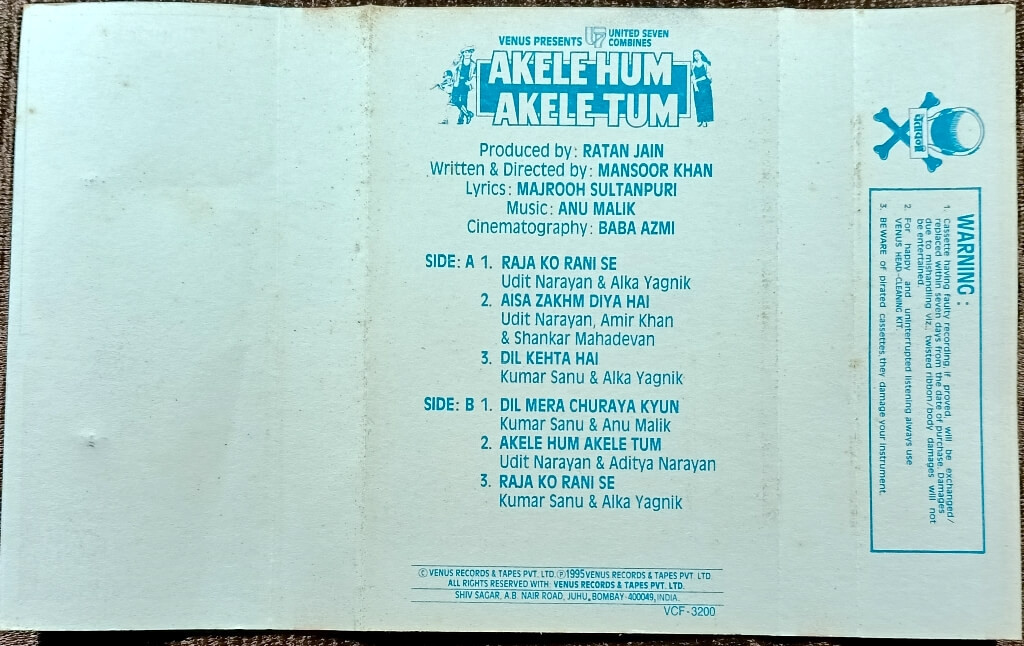 VENUS PRESENTS U7 UNITED SEVEN COMBINES
AKELE HUM
AKELE TUM
Produced by: RATAN JAIN
Written & Directed by: MANSOOR KHAN
Lyrics: MAJROOH SULTANPURI
Music: ANU MALIK
Cinematography: BABA AZMI
SIDE: A 1. RAJA KO RANI SE
Udit Narayan & Alka Yagnik
2. AISA ZAKHM DIYA HAI
Udit Narayan, Amir Khan
& Shankar Mahadevan
3. DIL KEHTA HAI
Kumar Sanu & Alka Yagnik
SIDE: B 1. DIL MERA CHURAYA KYUN
Kumar Sanu & Anu Malik
2. AKELE HUM AKELE TUM
Udit Narayan & Aditya Narayan
3. RAJA KO RANI SE
Kumar Sanu & Alka Yagnik
© VENUS RECORDS & TAPES PVT. LTD. ℗ 1995 VENUS RECORDS & TAPES PVT. LTD.
ALL RIGHTS RESERVED WITH VENUS RECORDS & TAPES PVT. LTD.
SHIV SAGAR, A.B. NAIR ROAD, JUHU, BOMBAY-400049, INDIA.
VCF-3200
WARNING:
1. Cassette having faulty recording, if proved, will be exchanged/
replaced within seven days from the date of purchase. Damages
due to mishandling viz., twisted ribbon/body damages will not
be entertained.
2. For happy and uninterrupted listening always use
VENUS HEAD-CLEANING KIT.
3. BEWARE OF pirated cassettes, they damage your instrument.